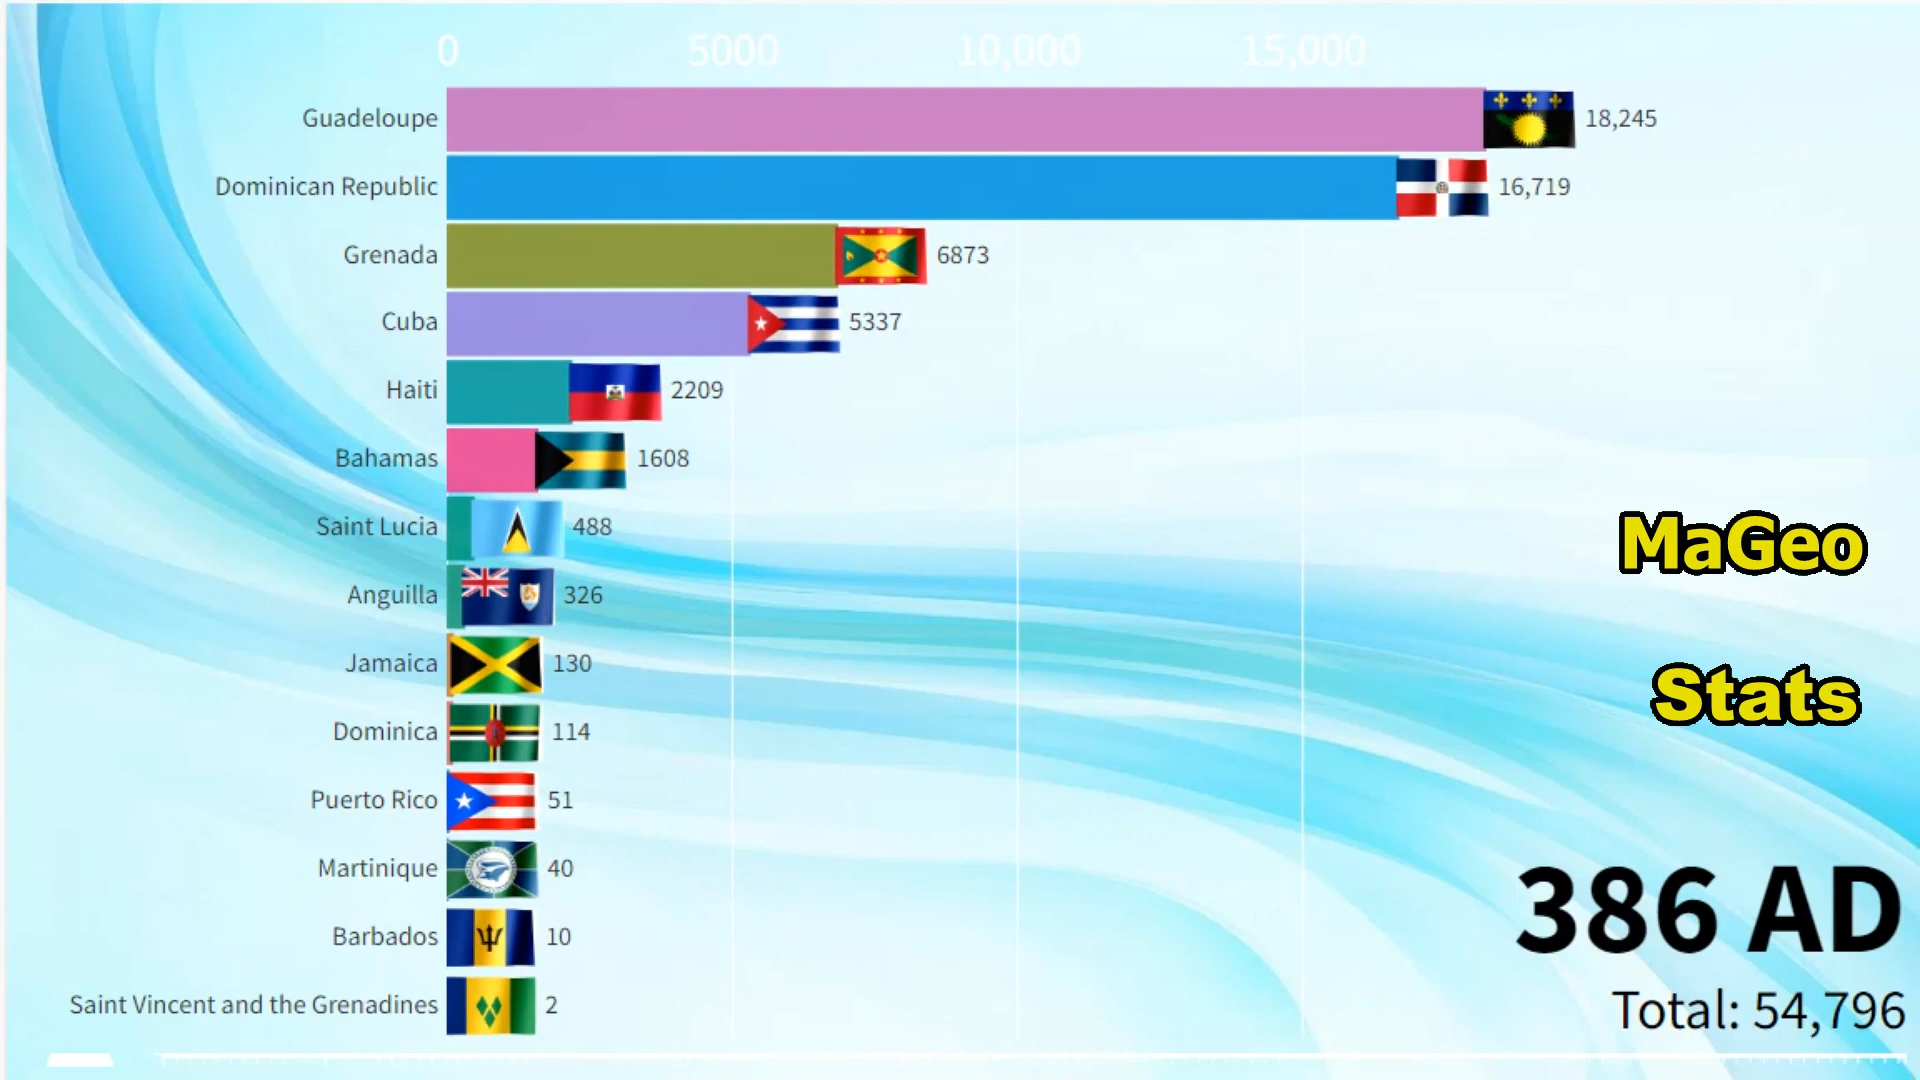 0 5000 10,000 15,000
Guadeloupe 18,245
Dominican Republic 16,719
Grenada 6873
Cuba 5337
Haiti 2209
Bahamas 1608
Saint Lucia 488
Anguilla 326
Jamaica 130
Dominica 114
Puerto Rico 51
Martinique 40
Barbados 10
Saint Vincent and the Grenadines 2
MaGeo
Stats
386 AD
Total: 54,796